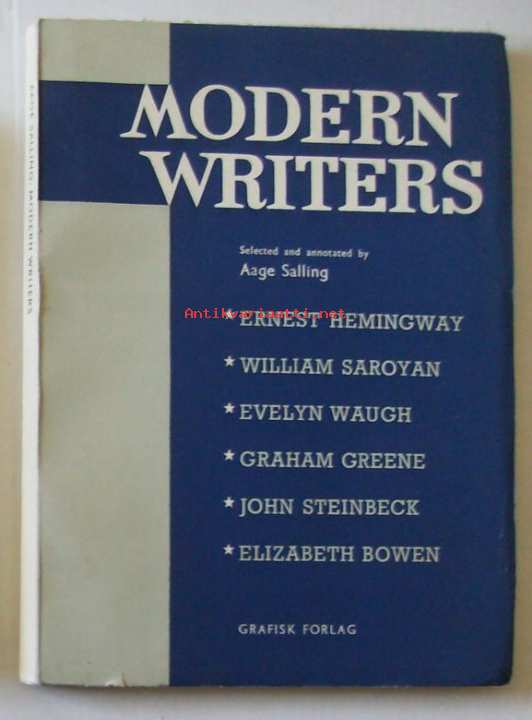 MODERN
WRITERS
Selected and annotated by
Aage Salling
Antikvariaatti.net
★ ERNEST HEMINGWAY
★ WILLIAM SAROYAN
★ EVELYN WAUGH
★ GRAHAM GREENE
★ JOHN STEINBECK
★ ELIZABETH BOWEN
GRAFISK FORLAG
AAGE SALLING: MODERN WRITERS